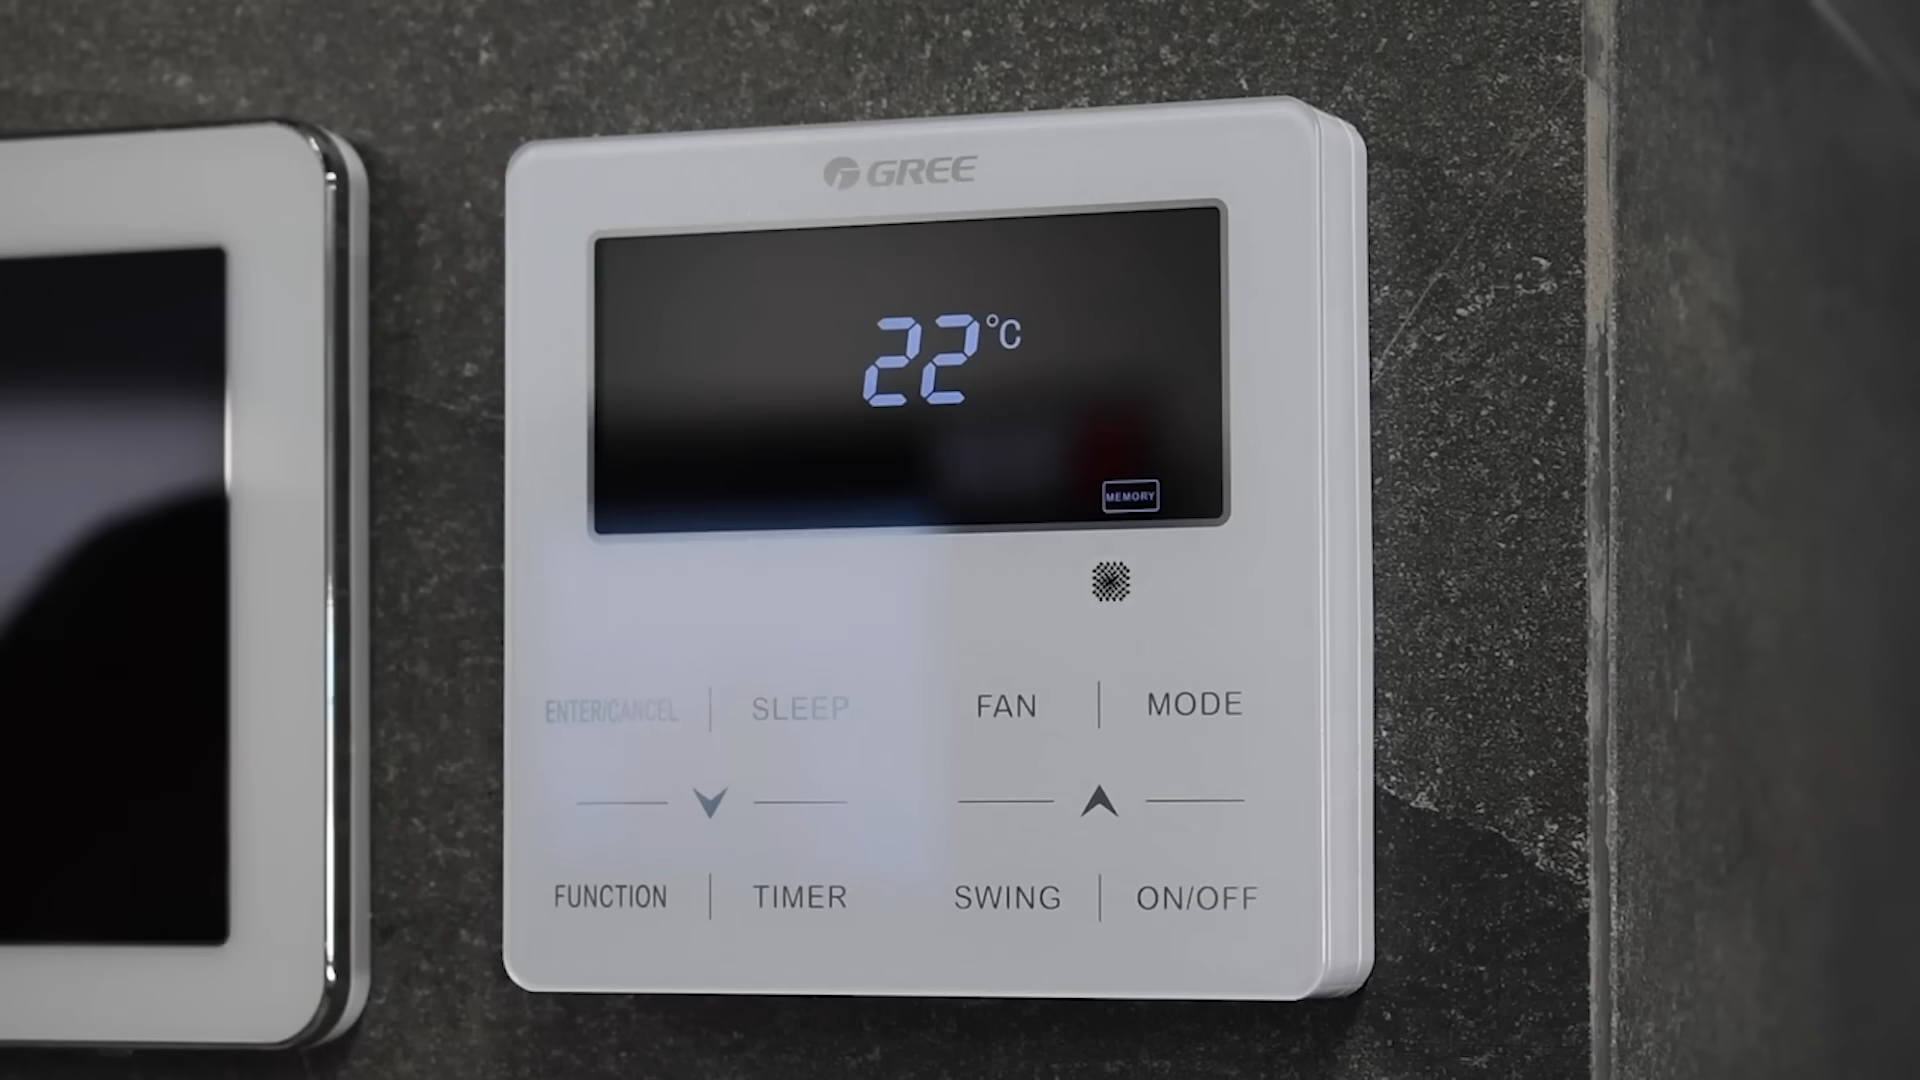 GREE
22°C
MEMORY
ENTER/CANCEL SLEEP FAN MODE
FUNCTION TIMER SWING ON/OFF